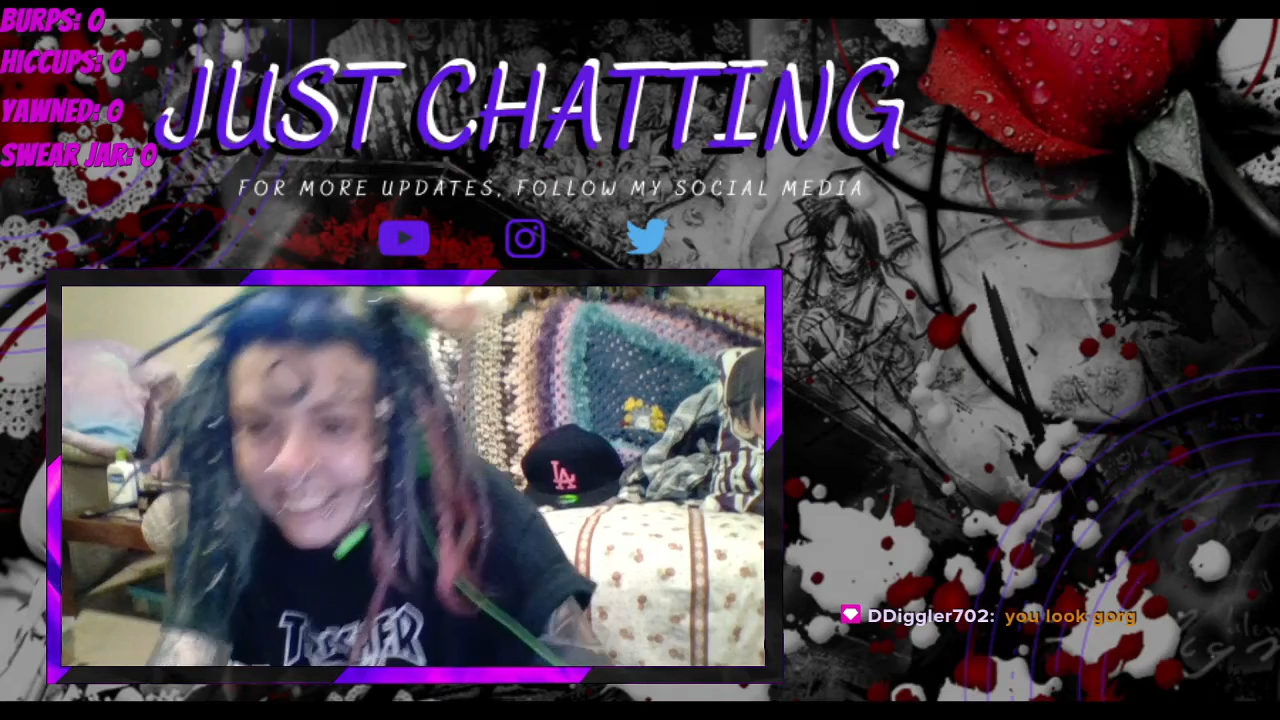 BURPS: 0
HICCUPS: 0
YAWNED: 0
SWEAR JAR: 0
JUST CHATTING
FOR MORE UPDATES, FOLLOW MY SOCIAL MEDIA
LA
THRASHER
DDiggler702: you look gorg